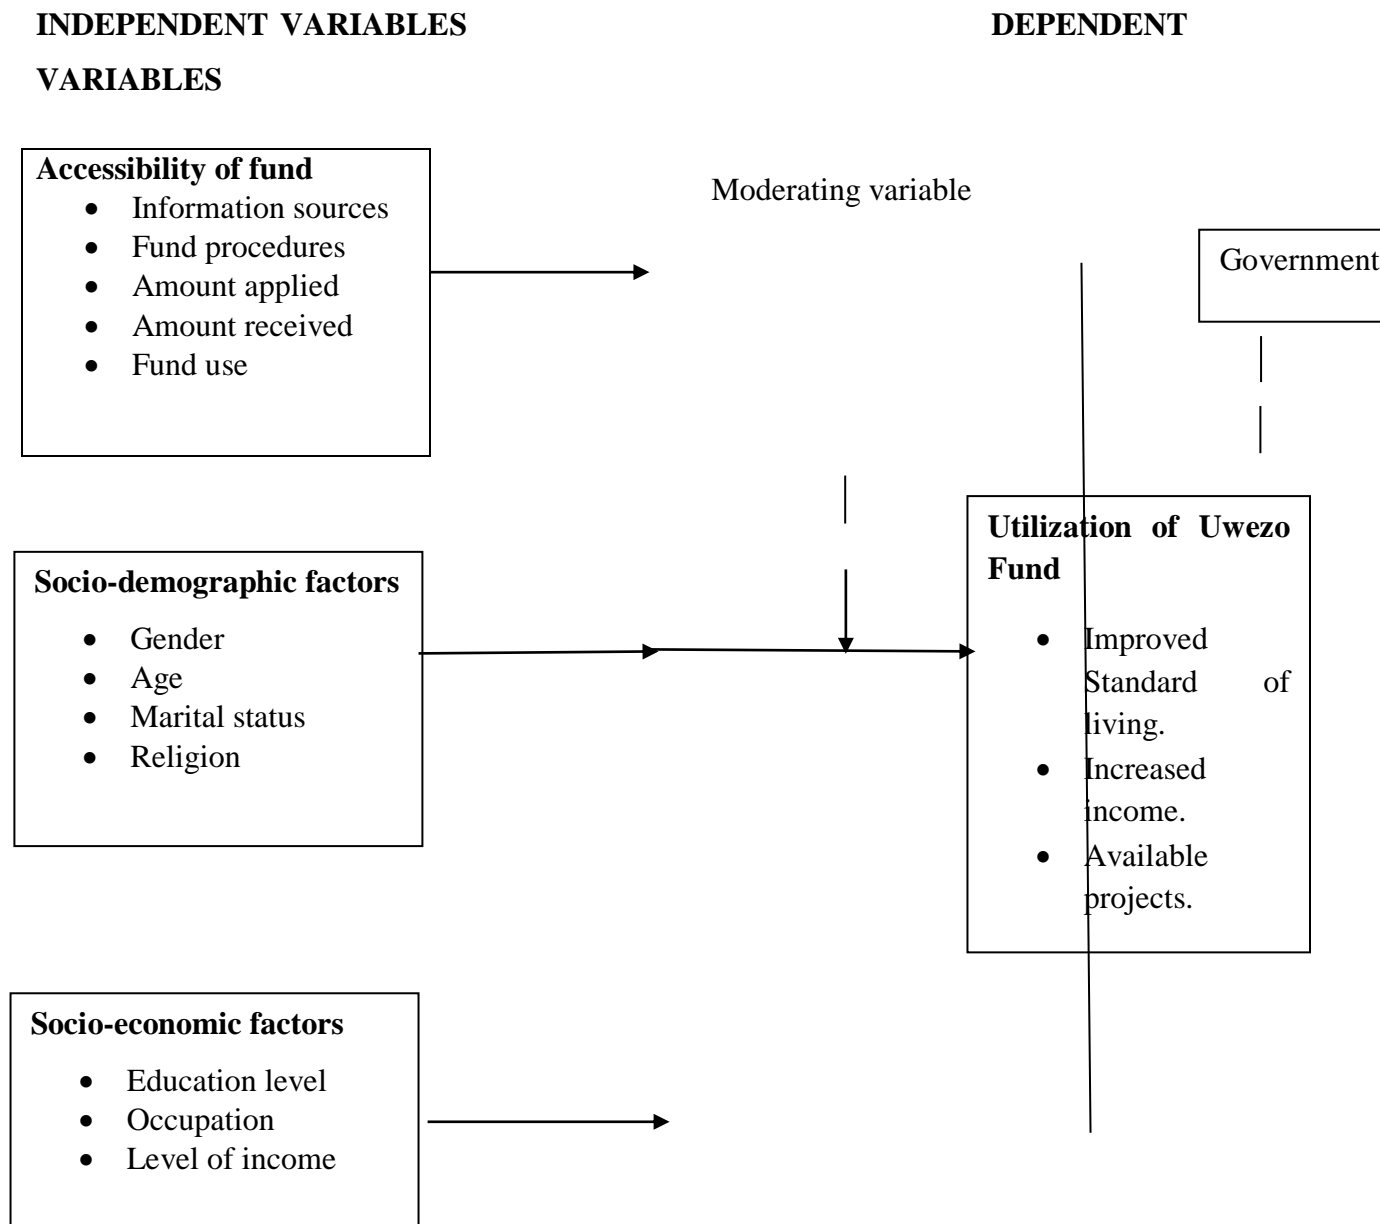 INDEPENDENT VARIABLES DEPENDENT
VARIABLES
Accessibility of fund
• Information sources
• Fund procedures
• Amount applied
• Amount received
• Fund use
Moderating variable
Government
Socio-demographic factors
• Gender
• Age
• Marital status
• Religion
Utilization of Uwezo
Fund
• Improved
Standard of
living.
• Increased
income.
• Available
projects.
Socio-economic factors
• Education level
• Occupation
• Level of income